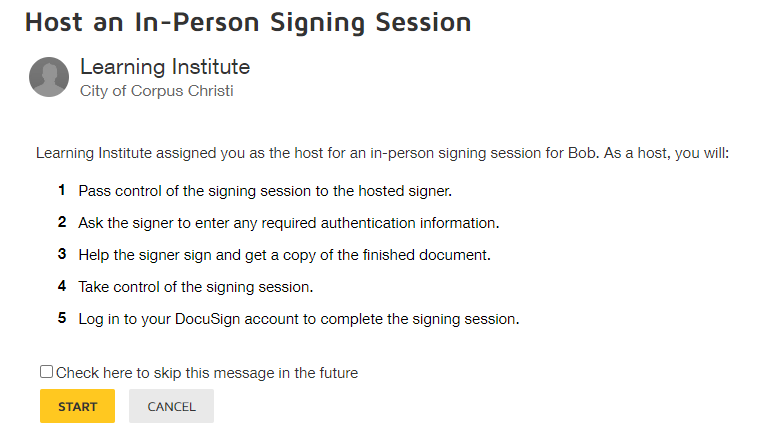 Host an In-Person Signing Session
Learning Institute
City of Corpus Christi
Learning Institute assigned you as the host for an in-person signing session for Bob. As a host, you will:
1 Pass control of the signing session to the hosted signer.
2 Ask the signer to enter any required authentication information.
3 Help the signer sign and get a copy of the finished document.
4 Take control of the signing session.
5 Log in to your DocuSign account to complete the signing session.
Check here to skip this message in the future
START CANCEL